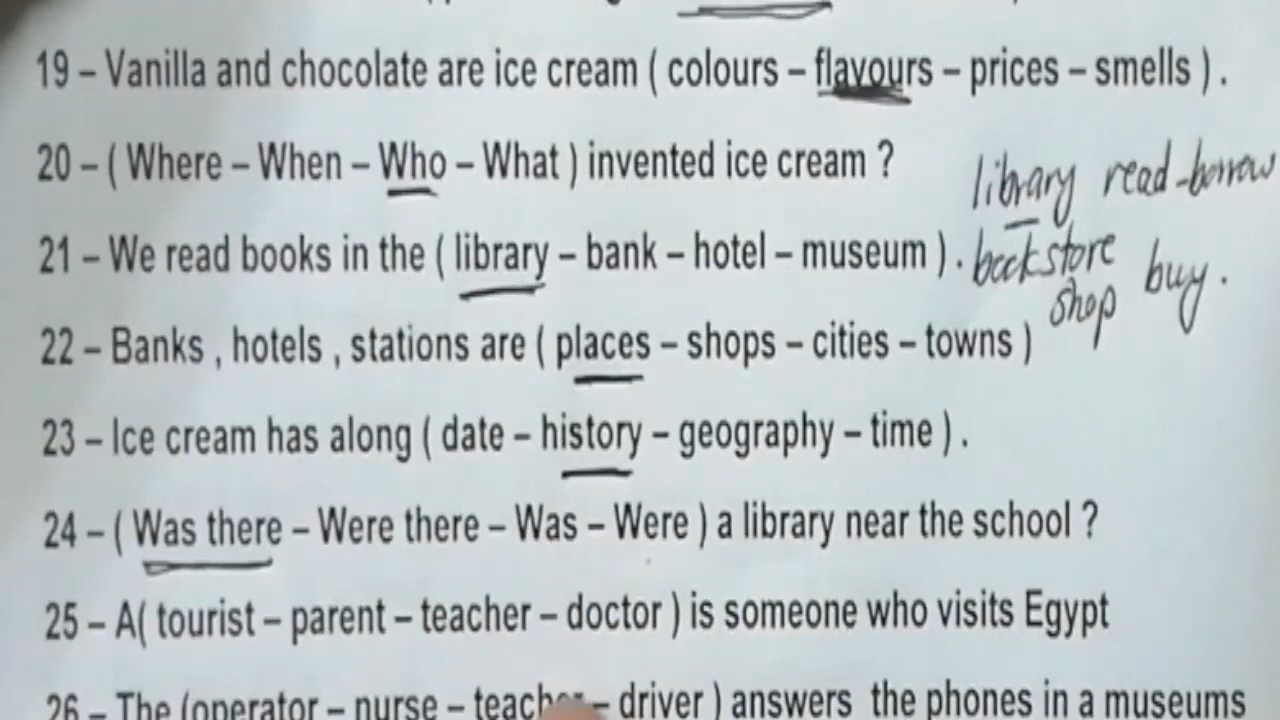 19 – Vanilla and chocolate are ice cream ( colours – flavours – prices – smells ) .
20 – ( Where – When – Who – What ) invented ice cream ?
library read-borrow
21 – We read books in the ( library – bank – hotel – museum ) .
bookstore buy.
shop
22 – Banks , hotels , stations are ( places – shops – cities – towns )
23 – Ice cream has along ( date – history – geography – time ) .
24 – ( Was there – Were there – Was – Were ) a library near the school ?
25 – A( tourist – parent – teacher – doctor ) is someone who visits Egypt
26 – The (operator – nurse – teacher – driver ) answers the phones in a museums